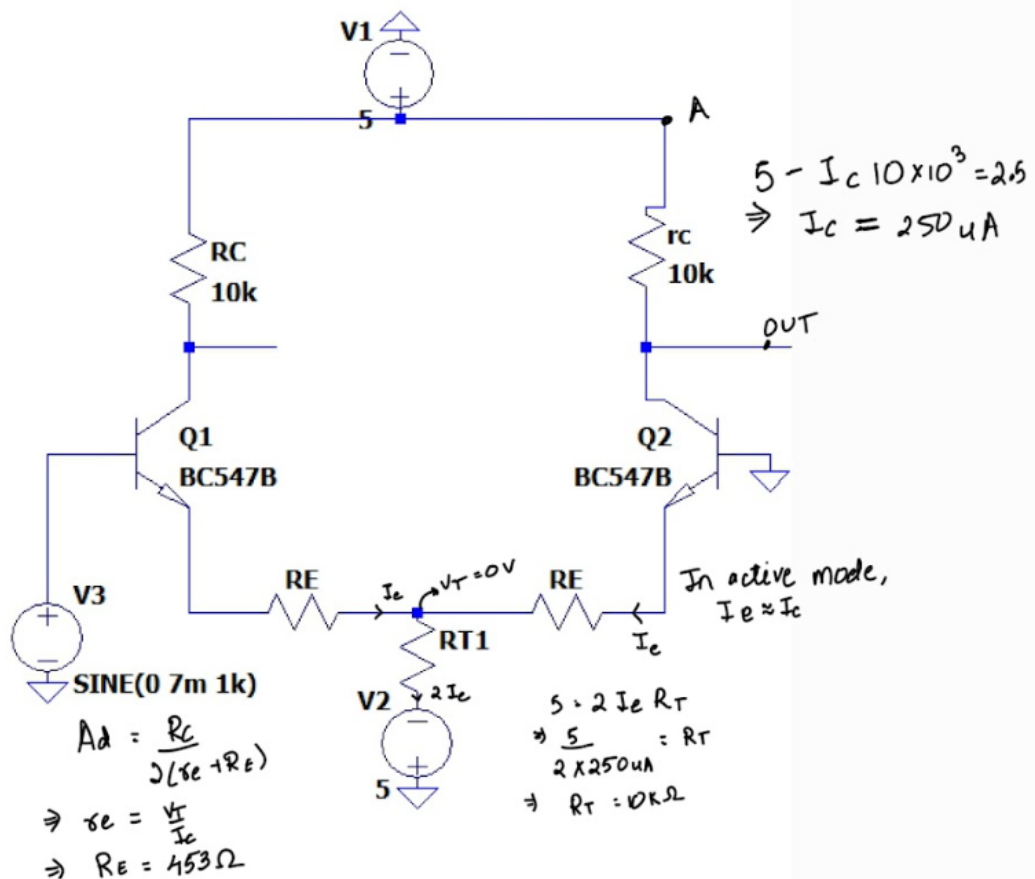 V1
5
A
5 - Ic 10×10³ = 2.5
⇒ Ic = 250 uA
RC
10k
rc
10k
OUT
Q1
BC547B
Q2
BC547B
V3
SINE(0 7m 1k)
RE
Ie
VT = 0V
RE
Ie
RT1
In active mode,
Ie ≈ Ic
V2
2Ie
5
5 = 2 Ie RT
⇒ 5 / 2×250uA = RT
⇒ RT = 10KΩ
Ad = Rc / 2(re + RE)
⇒ re = VT / Ic
⇒ RE = 453Ω